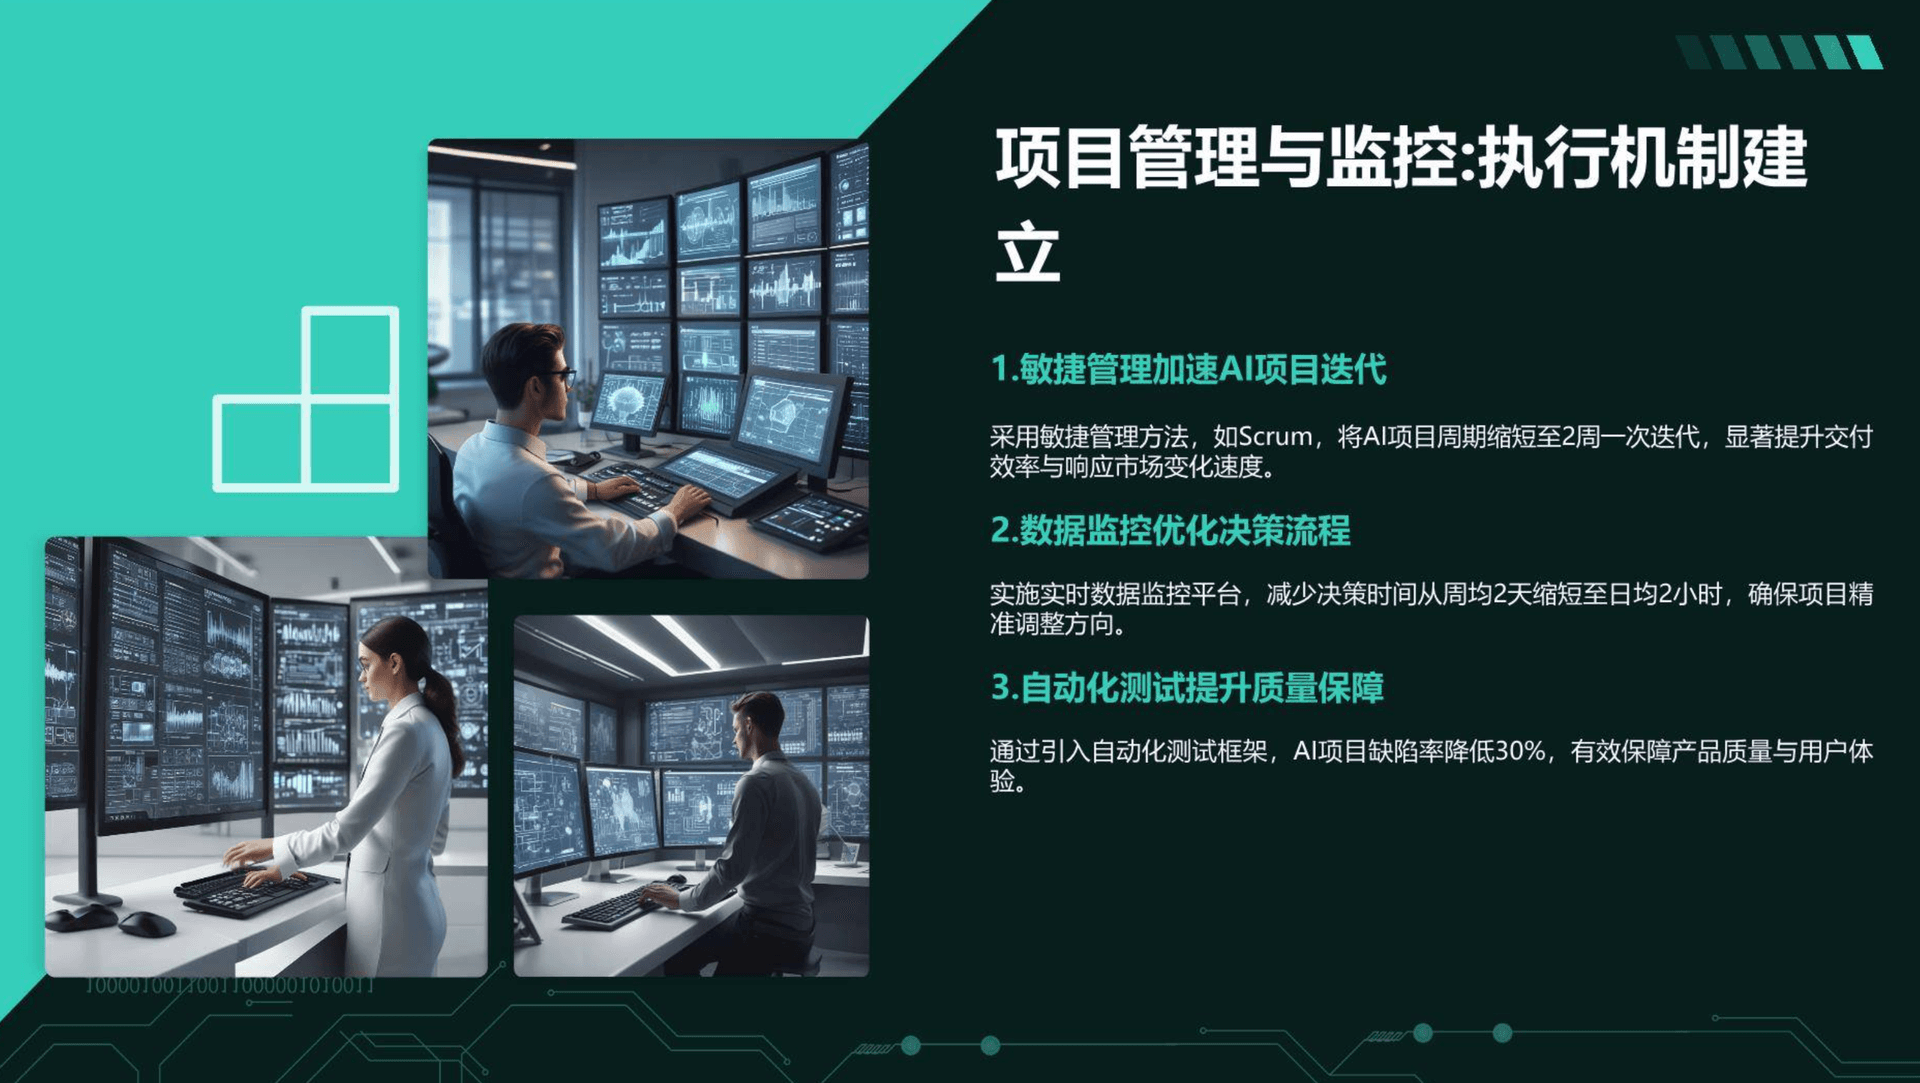 项目管理与监控:执行机制建
立
1.敏捷管理加速AI项目迭代
采用敏捷管理方法，如Scrum，将AI项目周期缩短至2周一次迭代，显著提升交付
效率与响应市场变化速度。
2.数据监控优化决策流程
实施实时数据监控平台，减少决策时间从周均2天缩短至日均2小时，确保项目精
准调整方向。
3.自动化测试提升质量保障
通过引入自动化测试框架，AI项目缺陷率降低30%，有效保障产品质量与用户体
验。